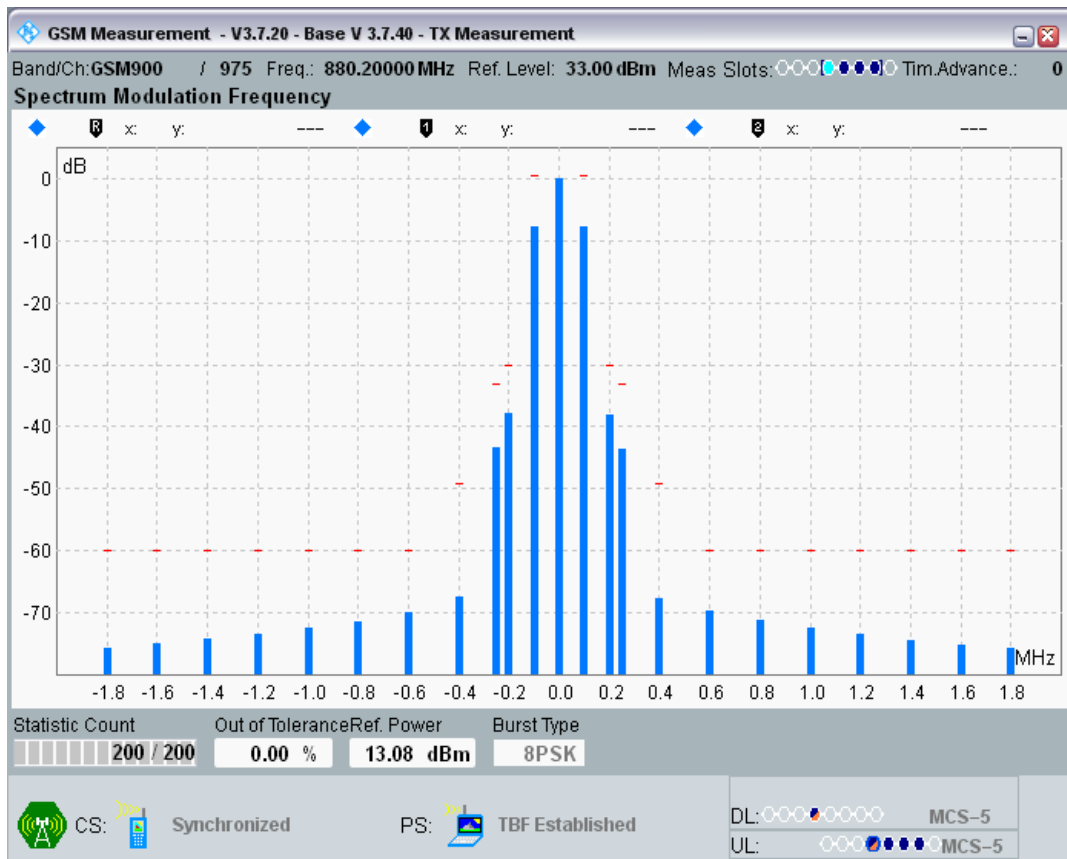 GSM Measurement - V3.7.20 - Base V 3.7.40 - TX Measurement
Band/Ch:GSM900 / 975 Freq.: 880.20000 MHz Ref. Level: 33.00 dBm Meas Slots: Tim.Advance.: 0
Spectrum Modulation Frequency
R x: y: --- 1 x: y: --- 2 x: y: ---
dB
0
-10
-20
-30
-40
-50
-60
-70
MHz
-1.8 -1.6 -1.4 -1.2 -1.0 -0.8 -0.6 -0.4 -0.2 0.0 0.2 0.4 0.6 0.8 1.0 1.2 1.4 1.6 1.8
Statistic Count Out of Tolerance Ref. Power Burst Type
200 / 200 0.00 % 13.08 dBm 8PSK
CS: Synchronized PS: TBF Established
DL: MCS-5
UL: MCS-5